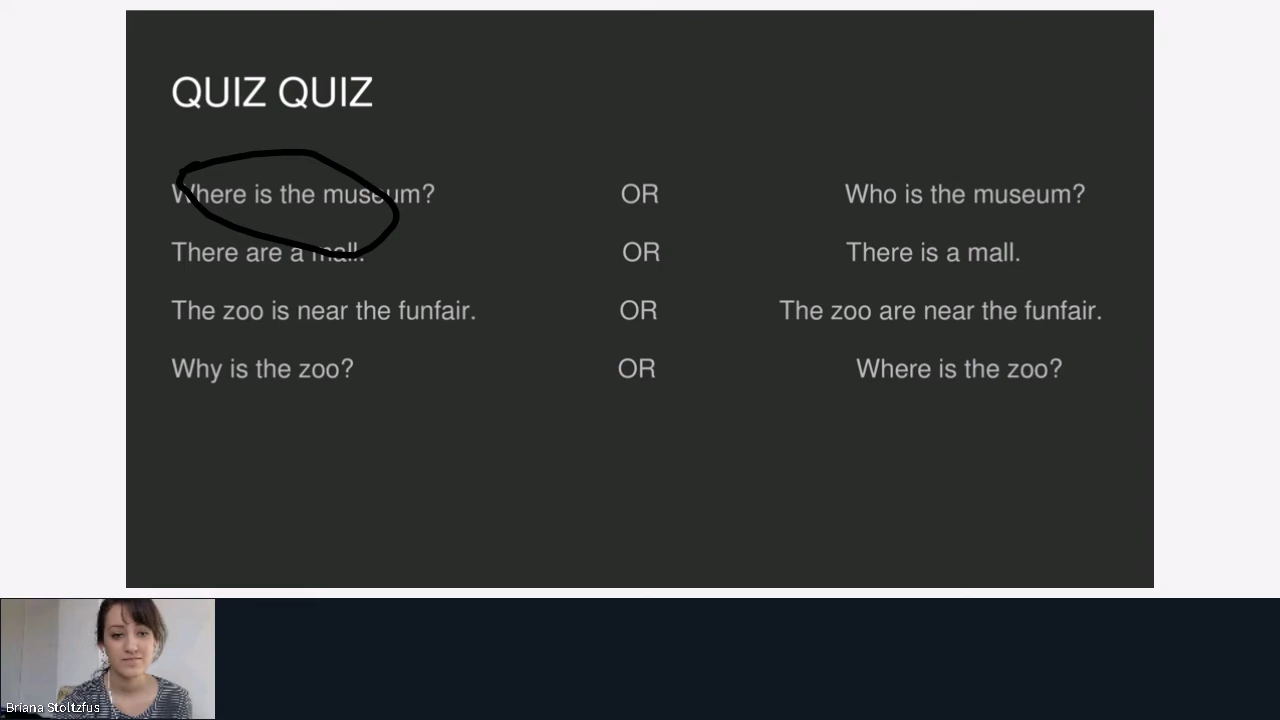 QUIZ QUIZ
Where is the museum? OR Who is the museum?
There are a mall. OR There is a mall.
The zoo is near the funfair. OR The zoo are near the funfair.
Why is the zoo? OR Where is the zoo?
Briana Stoltzfus